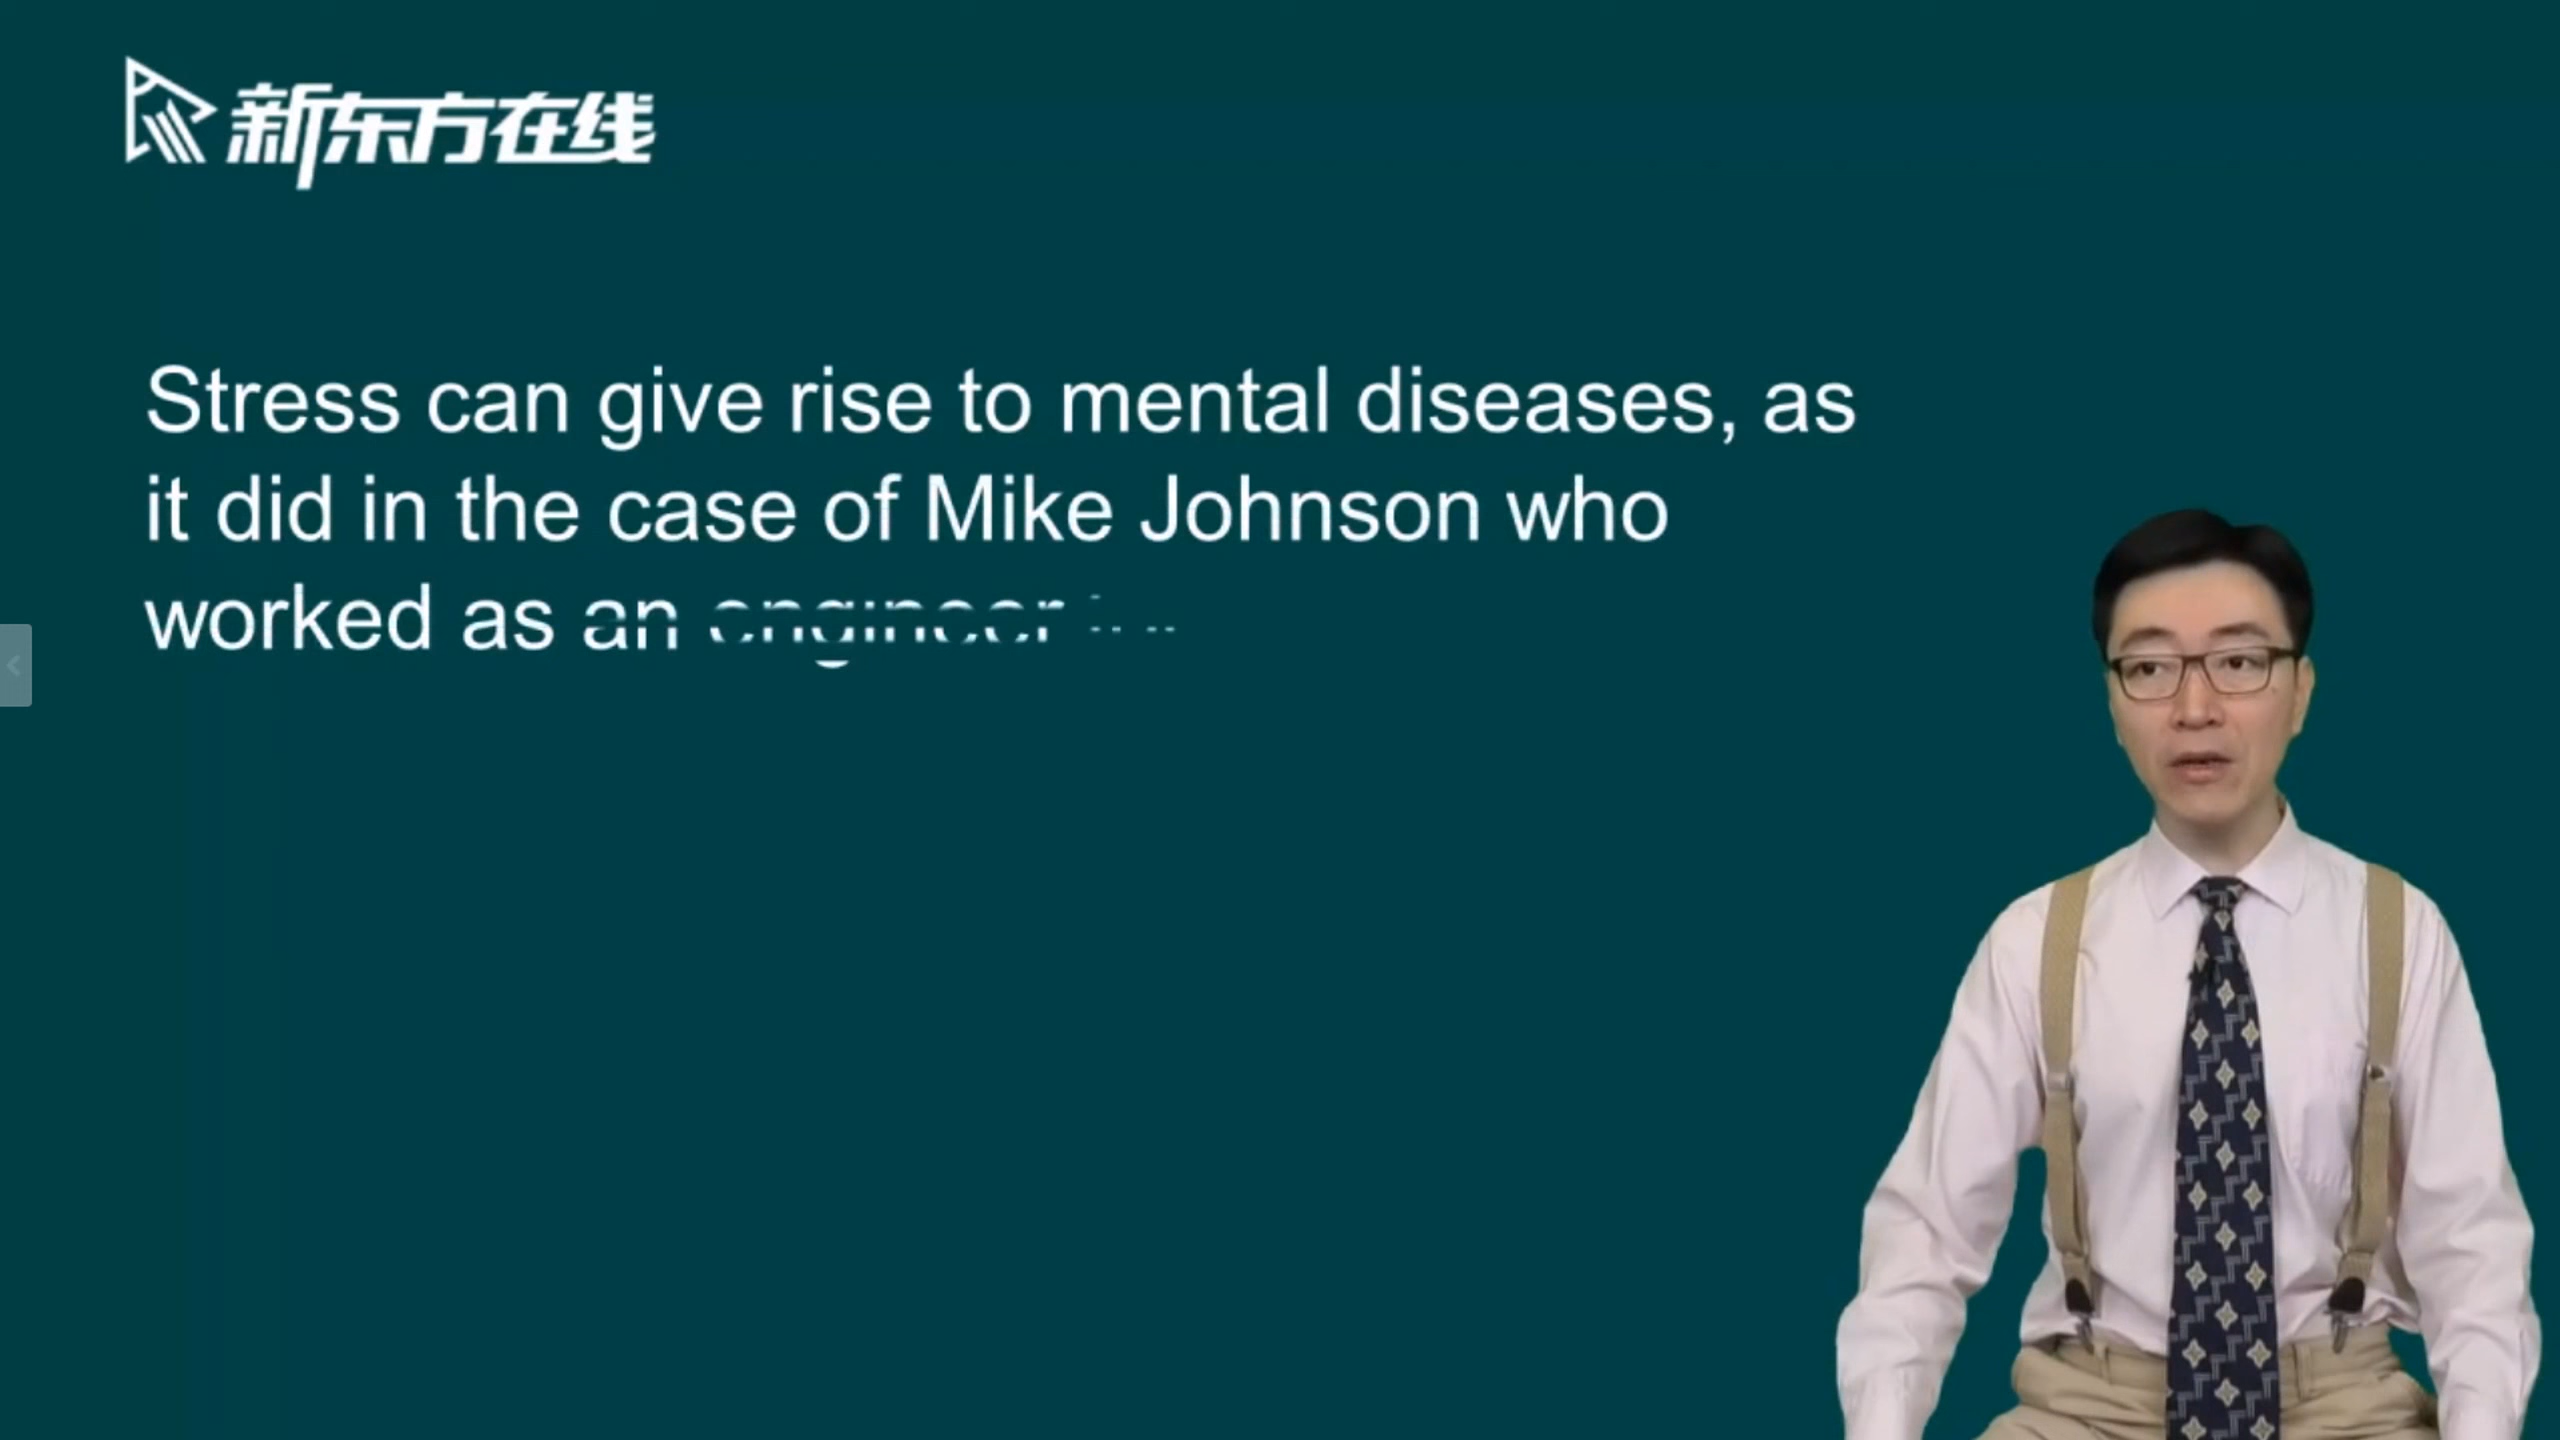 新东方在线
Stress can give rise to mental diseases, as
it did in the case of Mike Johnson who
worked as an engineer